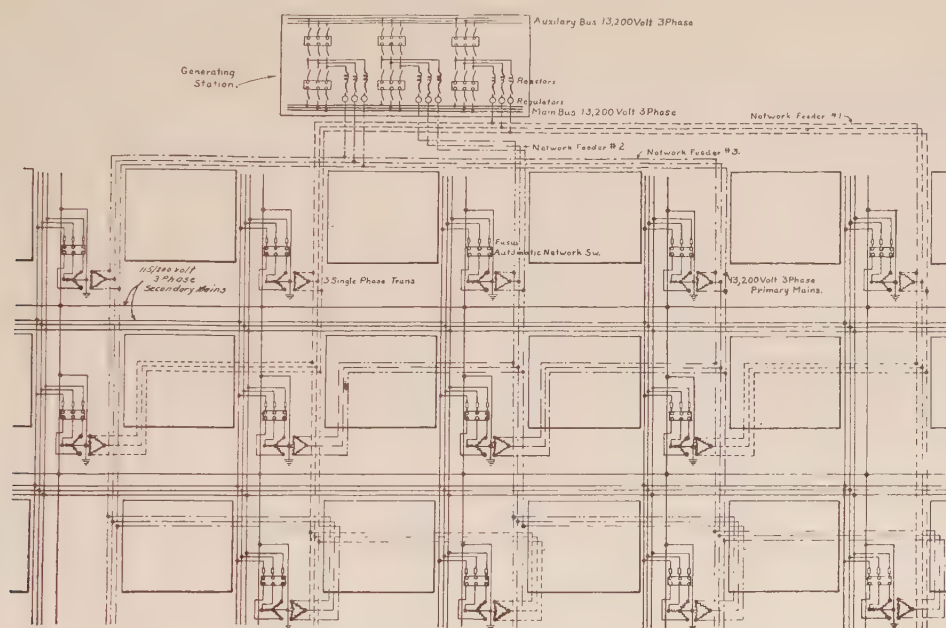 Auxilary Bus 13,200 Volt 3 Phase
Generating
Station.
Reactors
Regulators
Main Bus 13,200 Volt 3 Phase
Network Feeder #1
Network Feeder #2
Network Feeder #3.
Fuses
Automatic Network Sw.
3 Single Phase Trans
13,200 Volt 3 Phase
Primary Mains.
Volt
3 Phase
Secondary Mains